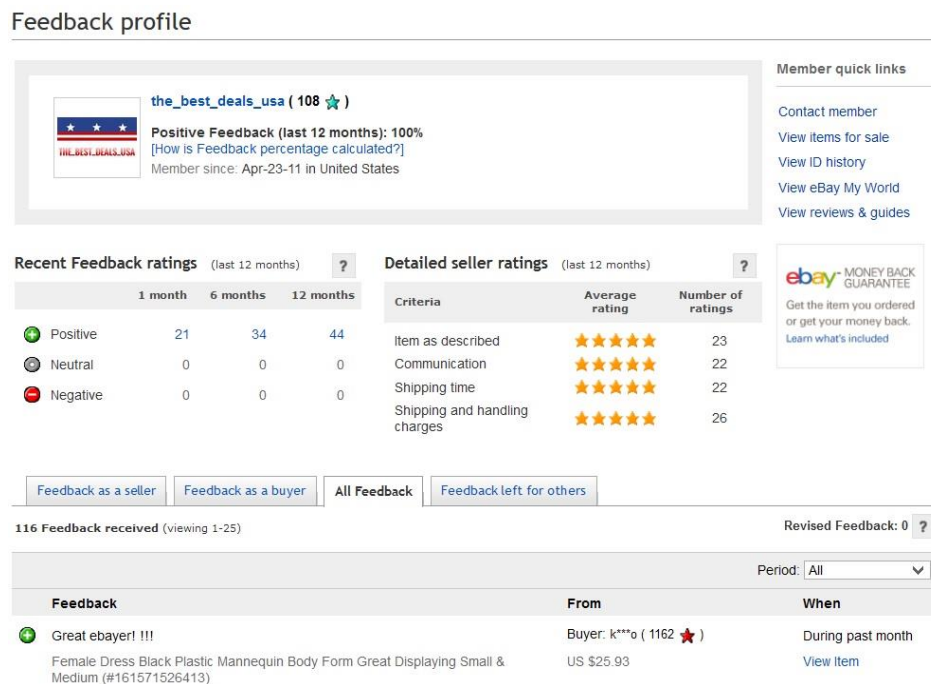 Feedback profile
Member quick links
the_best_deals_usa ( 108 )
Positive Feedback (last 12 months): 100%
[How is Feedback percentage calculated?]
Member since: Apr-23-11 in United States
THE_BEST_DEALS_USA
Contact member
View items for sale
View ID history
View eBay My World
View reviews & guides
Recent Feedback ratings (last 12 months) ?
1 month 6 months 12 months
Positive 21 34 44
Neutral 0 0 0
Negative 0 0 0
Detailed seller ratings (last 12 months) ?
Criteria Average rating Number of ratings
Item as described 23
Communication 22
Shipping time 22
Shipping and handling
charges 26
ebay MONEY BACK
GUARANTEE
Get the item you ordered
or get your money back.
Learn what's included
Feedback as a seller Feedback as a buyer All Feedback Feedback left for others
116 Feedback received (viewing 1-25) Revised Feedback: 0 ?
Period: All
Feedback From When
Great ebayer! !!! Buyer: k***o ( 1162 ) During past month
Female Dress Black Plastic Mannequin Body Form Great Displaying Small & US $25.93 View Item
Medium (#161571526413)